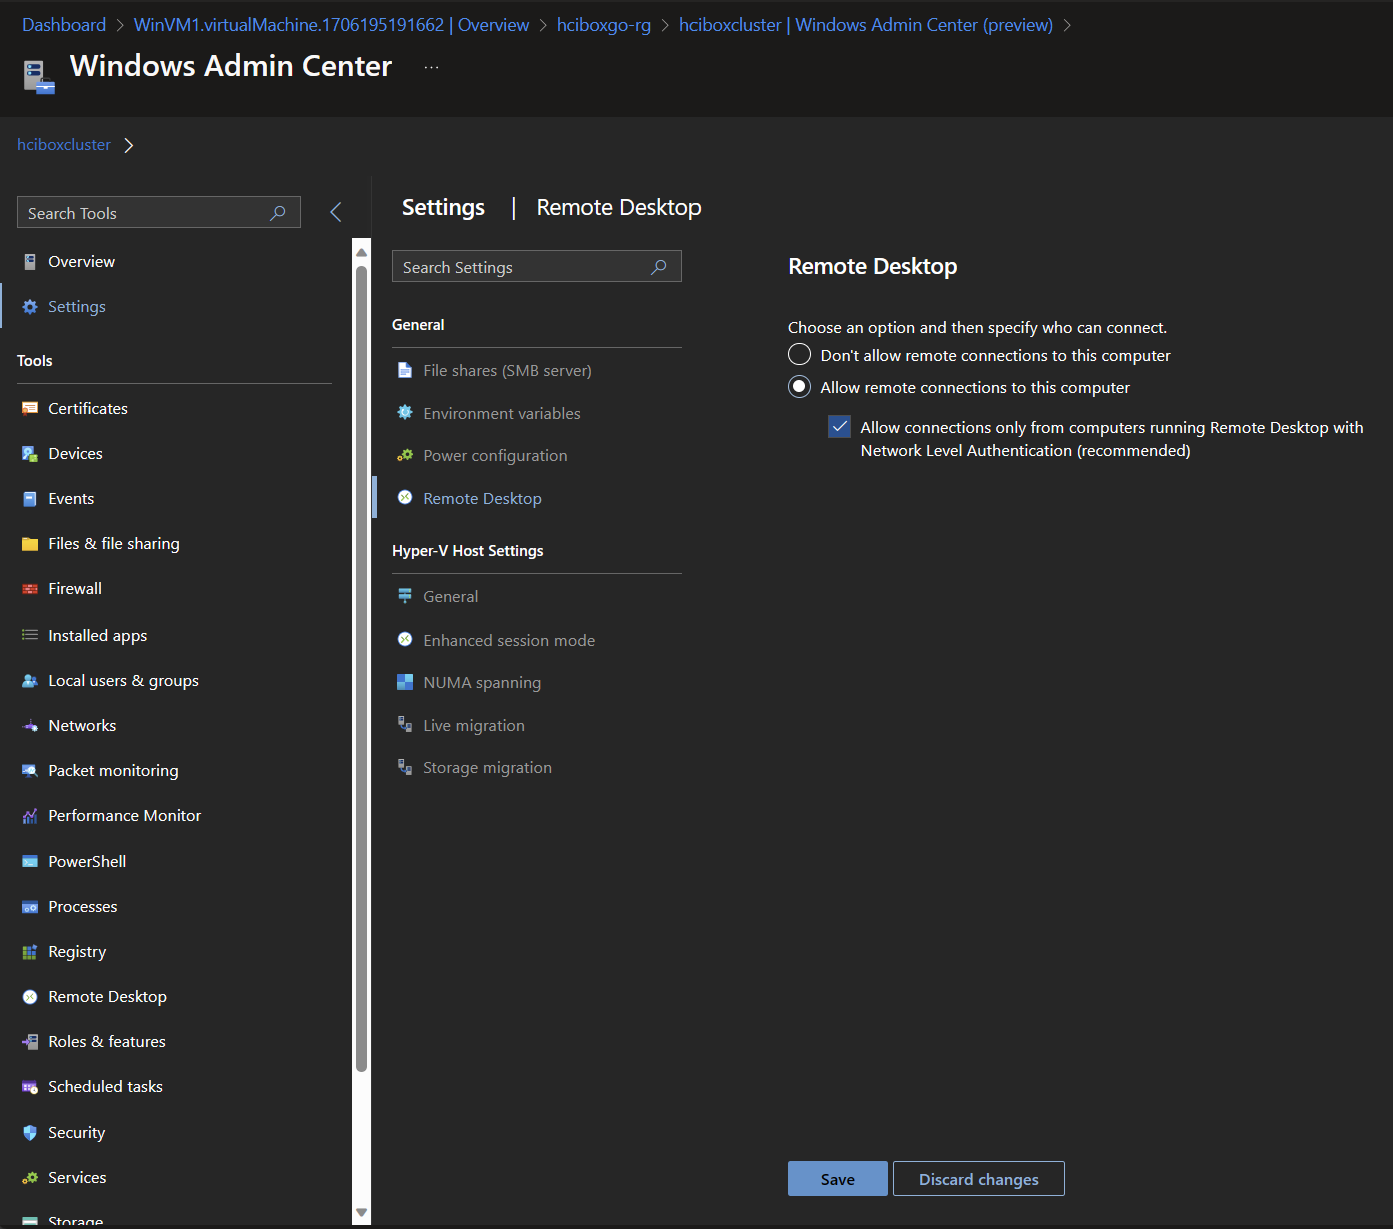 Dashboard > WinVM1.virtualMachine.1706195191662 | Overview > hciboxgo-rg > hciboxcluster | Windows Admin Center (preview) >
Windows Admin Center ...
hciboxcluster >
Search Tools
Overview
Settings
Tools
Certificates
Devices
Events
Files & file sharing
Firewall
Installed apps
Local users & groups
Networks
Packet monitoring
Performance Monitor
PowerShell
Processes
Registry
Remote Desktop
Roles & features
Scheduled tasks
Security
Services
Storage
Settings | Remote Desktop
Search Settings
General
File shares (SMB server)
Environment variables
Power configuration
Remote Desktop
Hyper-V Host Settings
General
Enhanced session mode
NUMA spanning
Live migration
Storage migration
Remote Desktop
Choose an option and then specify who can connect.
Don't allow remote connections to this computer
Allow remote connections to this computer
Allow connections only from computers running Remote Desktop with
Network Level Authentication (recommended)
Save
Discard changes